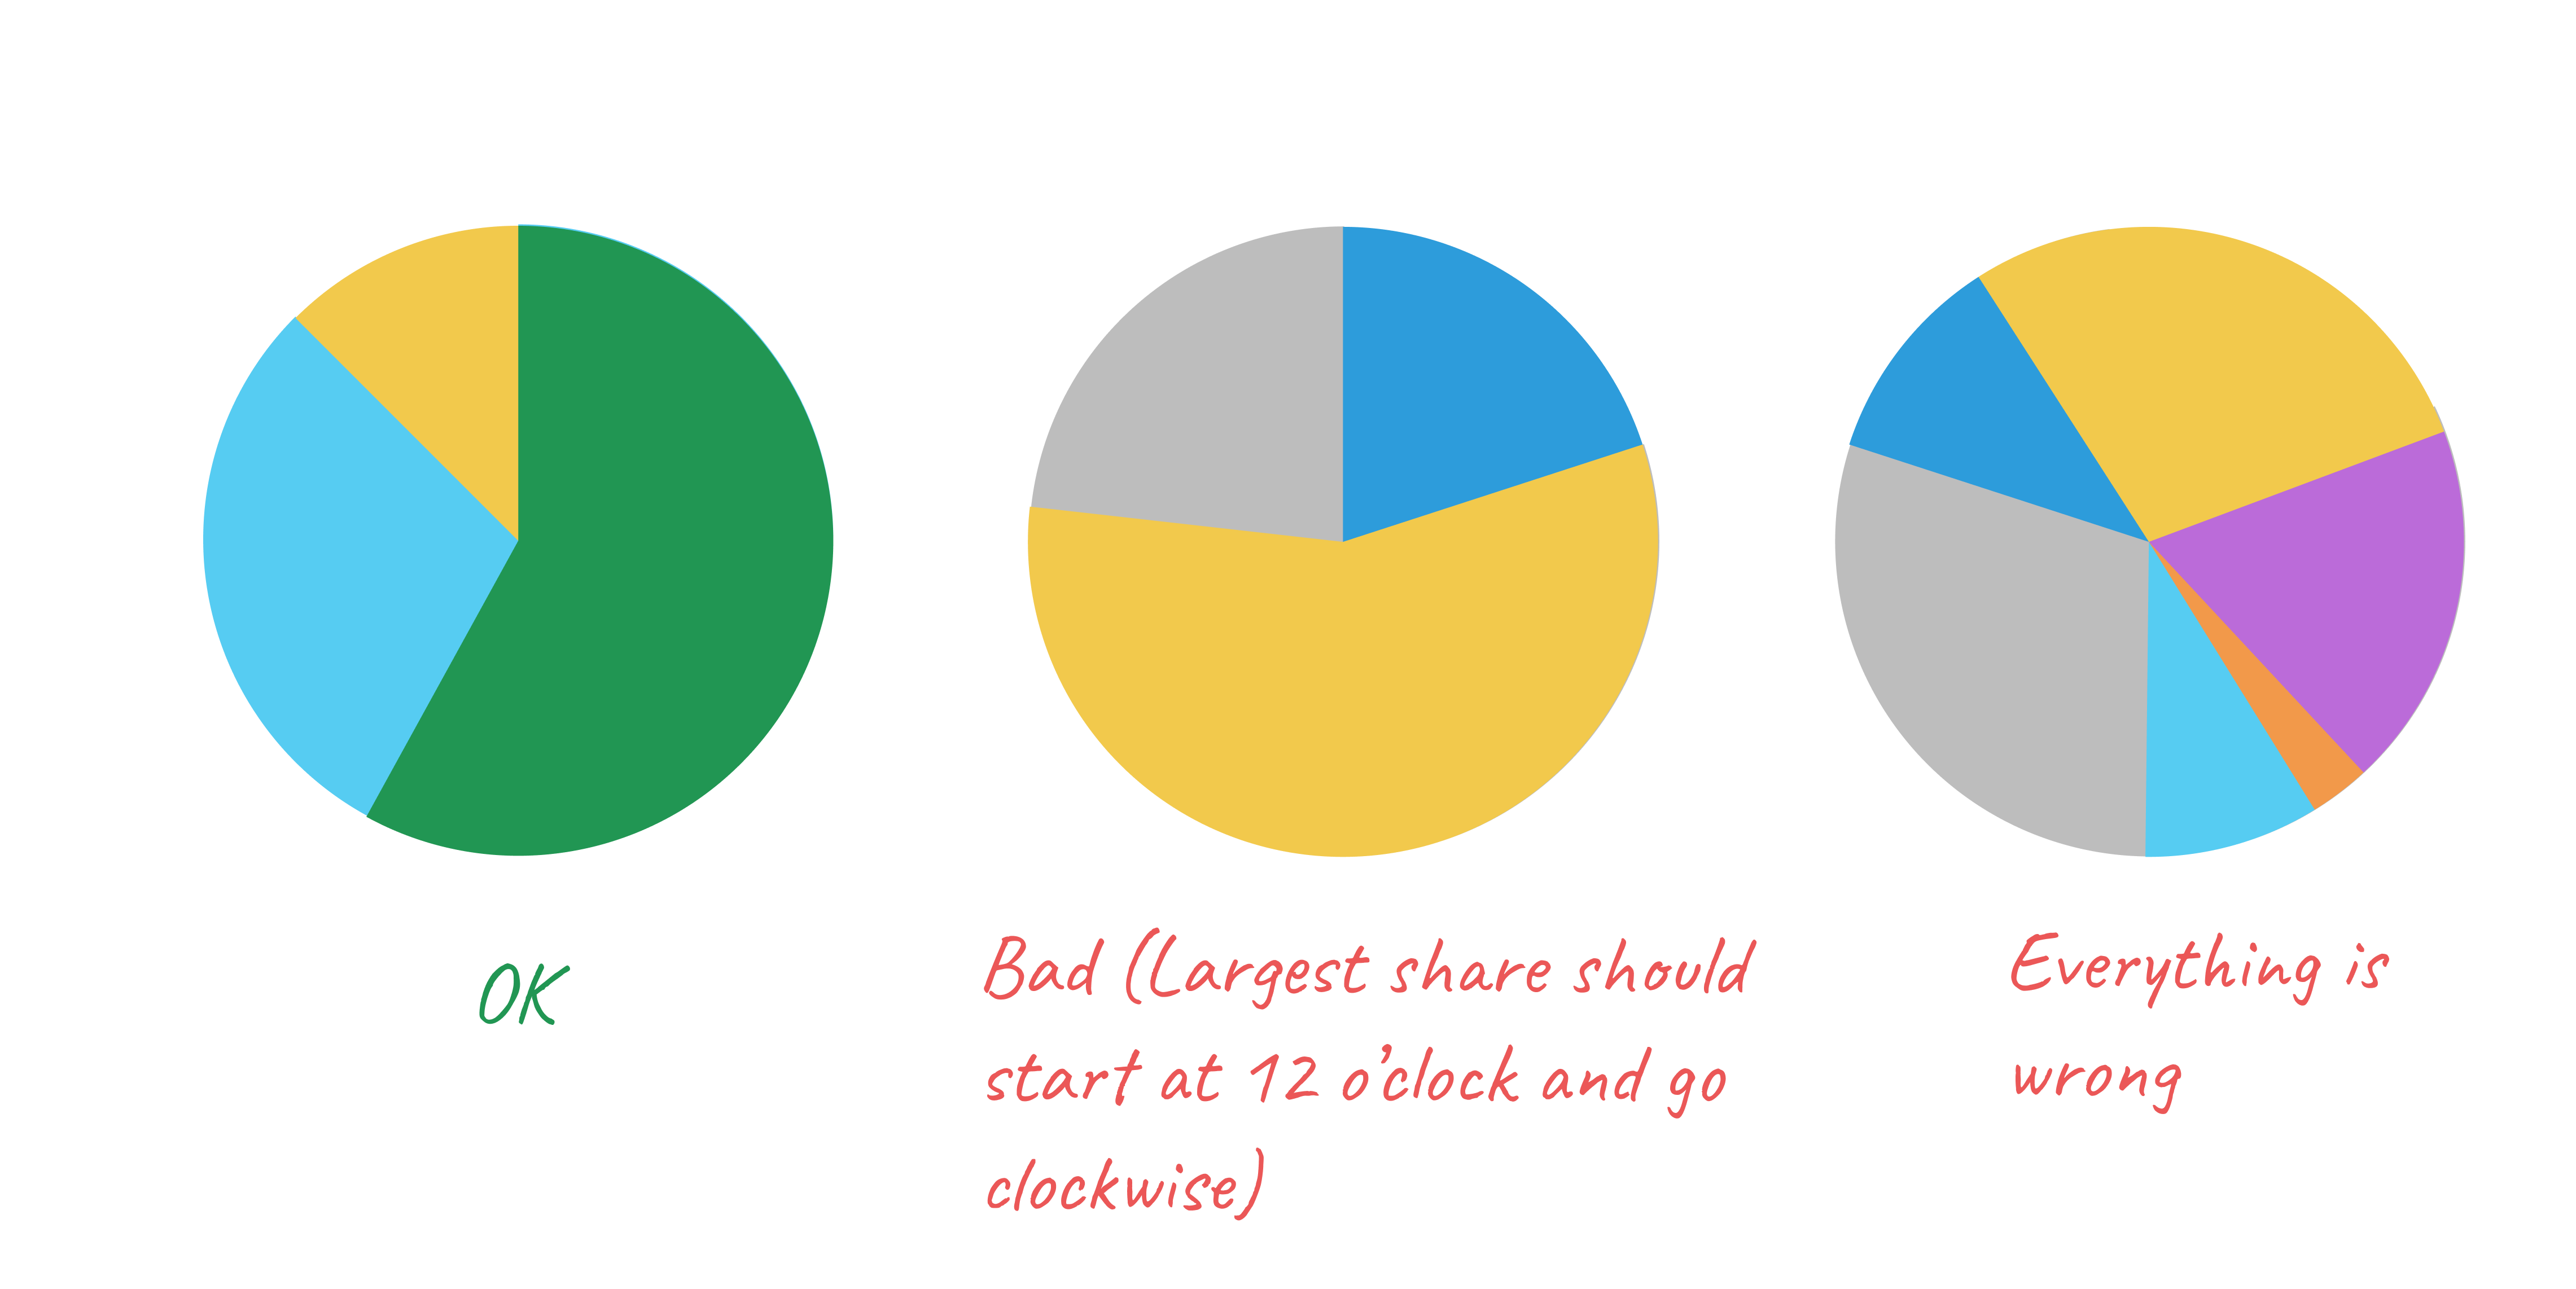 OK
Bad (Largest share should
start at 12 o’clock and go
clockwise)
Everything is
wrong